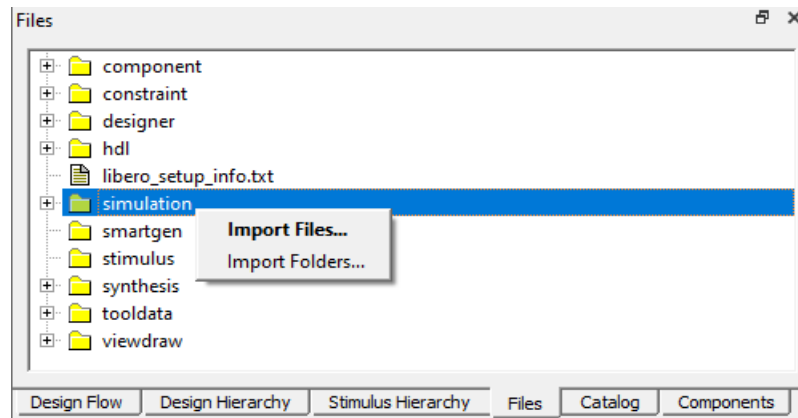 Files
component
constraint
designer
hdl
libero_setup_info.txt
simulation
smartgen
Import Files...
stimulus
Import Folders...
synthesis
tooldata
viewdraw
Design Flow Design Hierarchy Stimulus Hierarchy Files Catalog Components